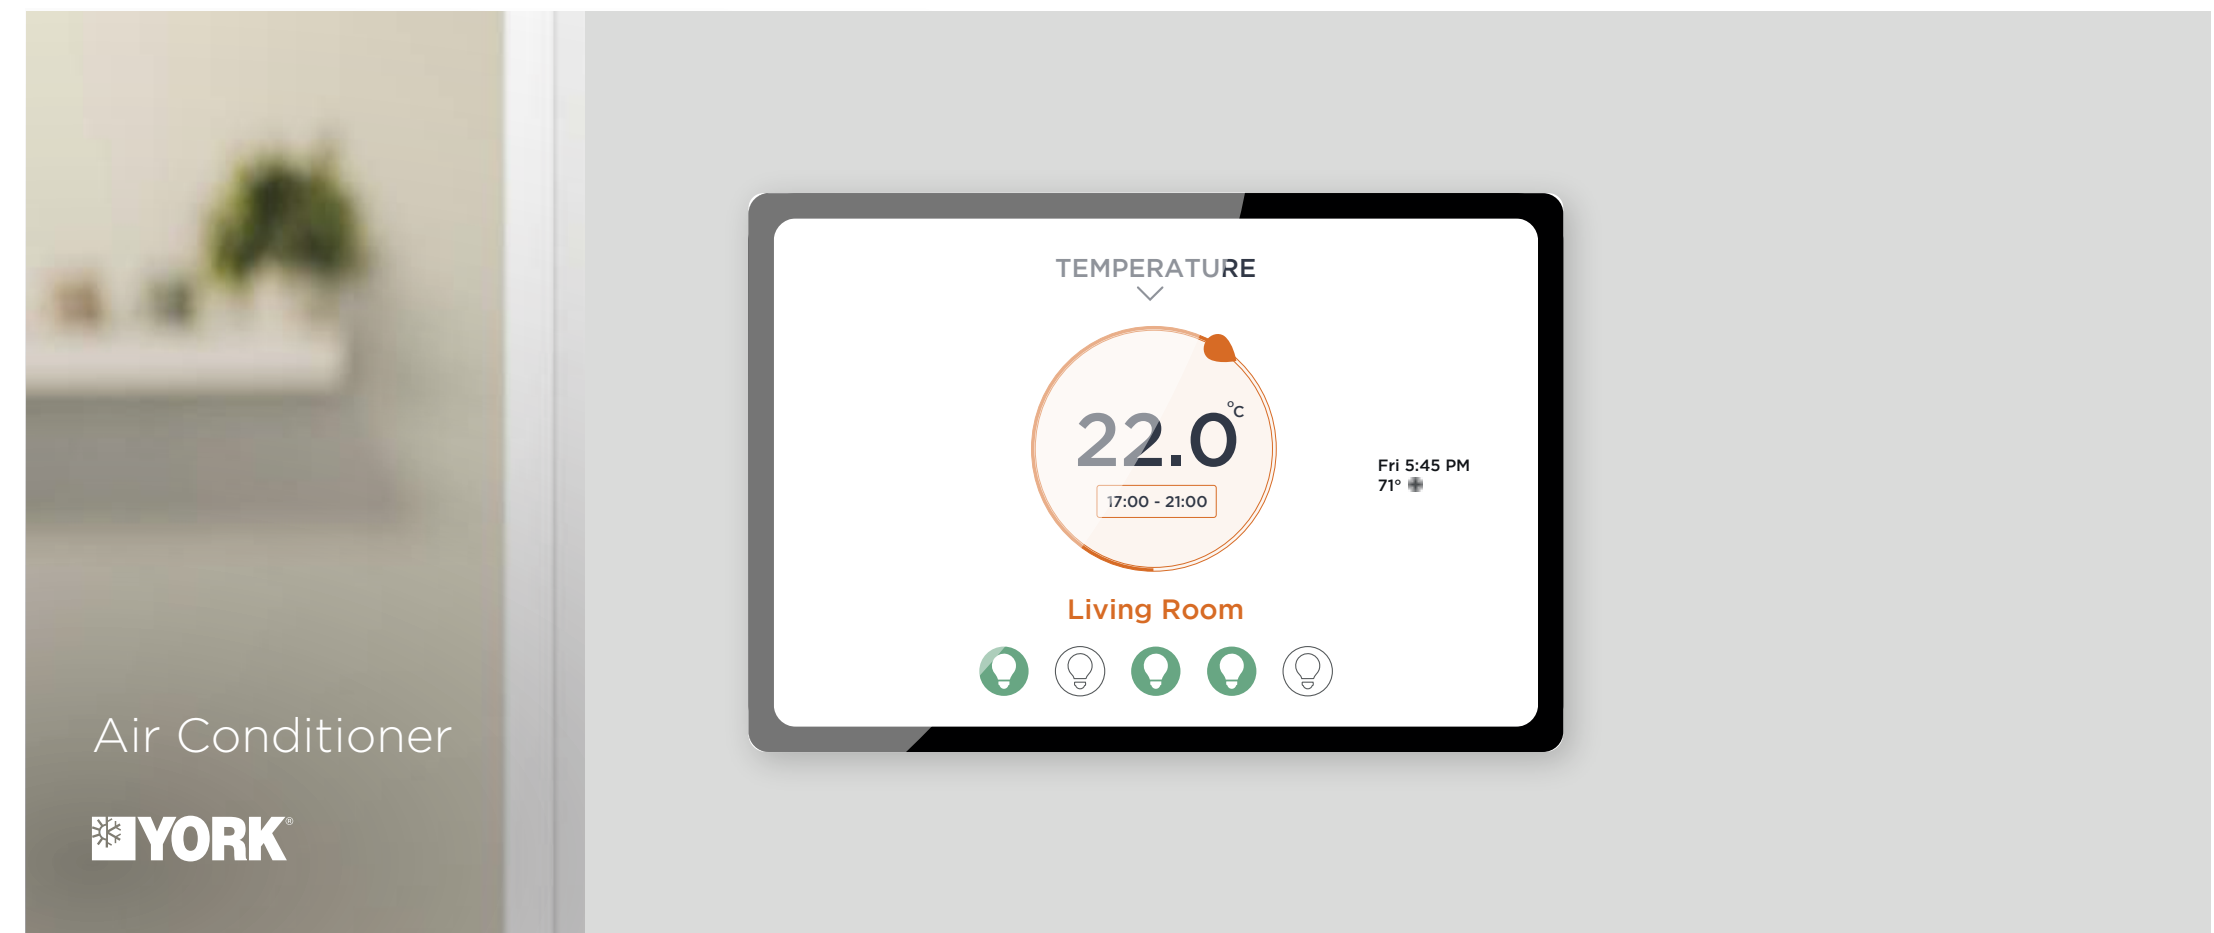 TEMPERATURE
22.0
°C
17:00 - 21:00
Fri 5:45 PM
71°
Living Room
Air Conditioner
YORK®